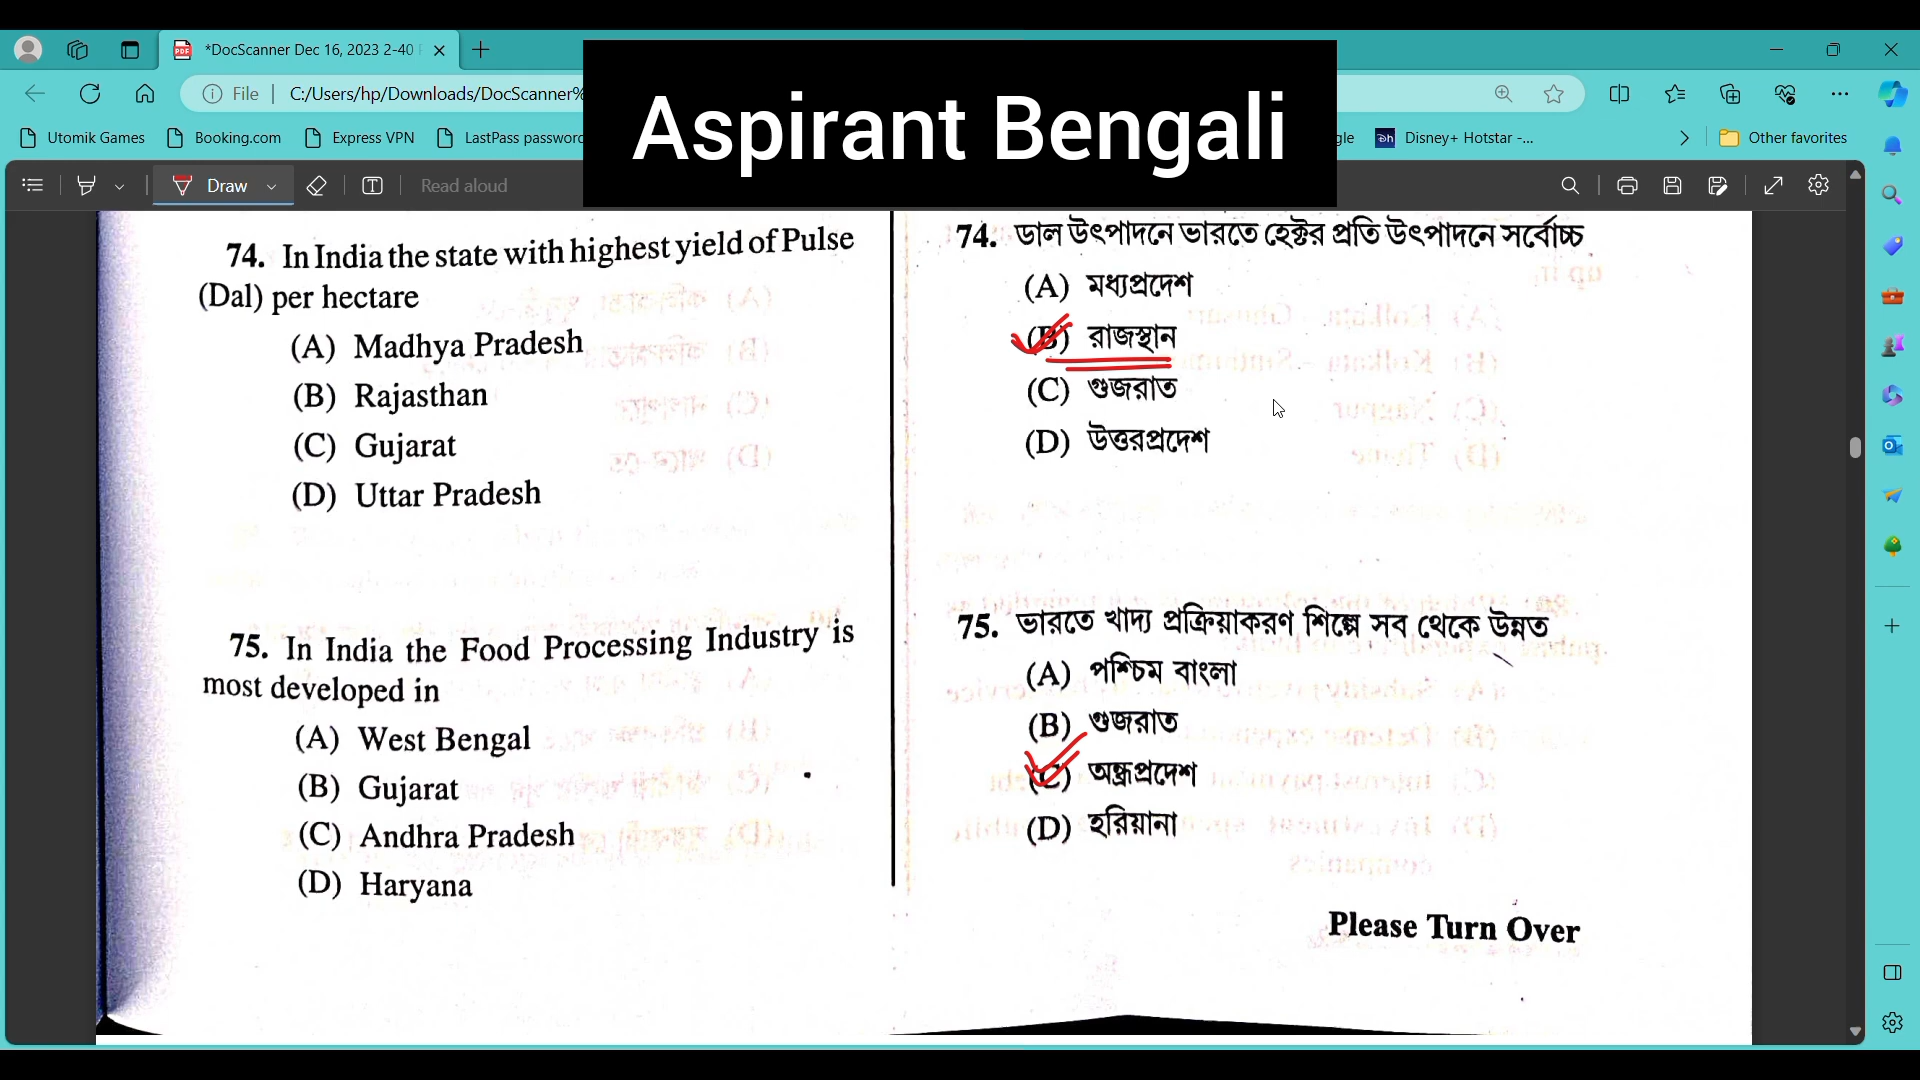 *DocScanner Dec 16, 2023 2-40
File
C:/Users/hp/Downloads/DocScanner%
Aspirant Bengali
Utomik Games
Booking.com
Express VPN
LastPass password
gle
Disney+ Hotstar -...
Other favorites
Draw
Read aloud
74. In India the state with highest yield of Pulse
(Dal) per hectare
(A) Madhya Pradesh
(B) Rajasthan
(C) Gujarat
(D) Uttar Pradesh
75. In India the Food Processing Industry is
most developed in
(A) West Bengal
(B) Gujarat
(C) Andhra Pradesh
(D) Haryana
74. ডাল উৎপাদনে ভারতে হেক্টর প্রতি উৎপাদনে সর্বোচ্চ
(A) মধ্যপ্রদেশ
(B) রাজস্থান
(C) গুজরাত
(D) উত্তরপ্রদেশ
75. ভারতে খাদ্য প্রক্রিয়াকরণ শিল্পে সব থেকে উন্নত
(A) পশ্চিম বাংলা
(B) গুজরাত
(C) অন্ধ্রপ্রদেশ
(D) হরিয়ানা
Please Turn Over